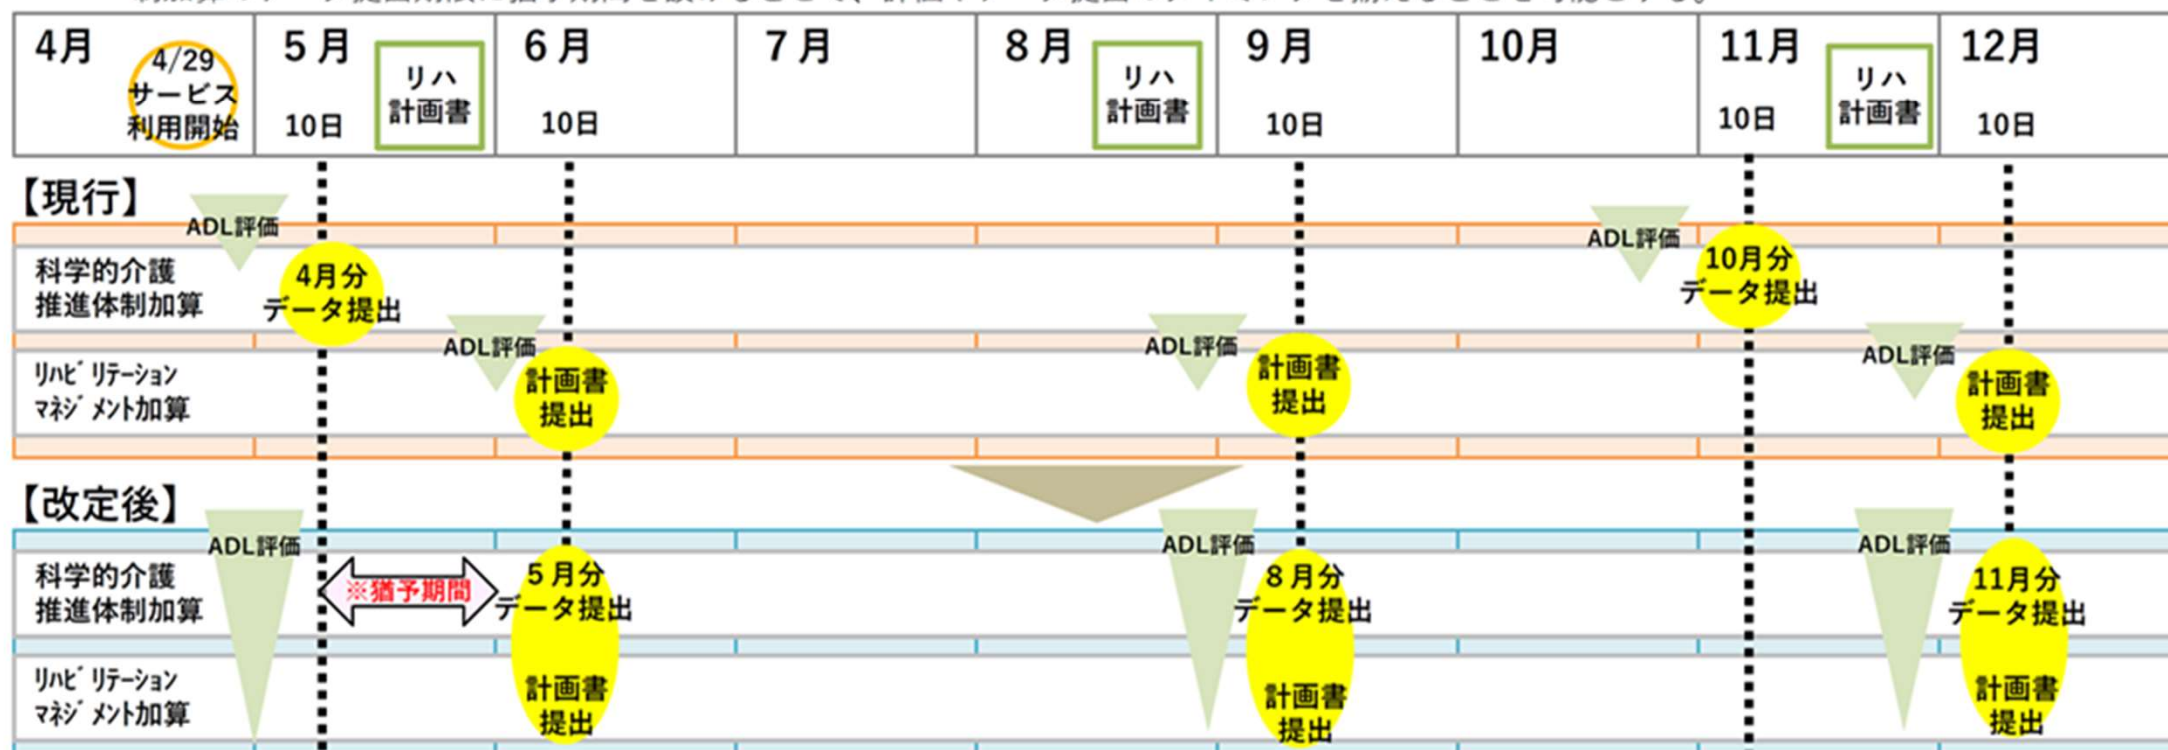 4月
4/29
サービス
利用開始
5月
10日
リハ
計画書
6月
10日
7月
8月
リハ
計画書
9月
10日
10月
11月
10日
リハ
計画書
12月
10日
【現行】
ADL評価
ADL評価
科学的介護
推進体制加算
4月分
データ提出
10月分
データ提出
ADL評価
ADL評価
ADL評価
リハビリテーション
マネジメント加算
計画書
提出
計画書
提出
計画書
提出
【改定後】
ADL評価
ADL評価
ADL評価
科学的介護
推進体制加算
※猶予期間
5月分
データ提出
8月分
データ提出
11月分
データ提出
リハビリテーション
マネジメント加算
計画書
提出
計画書
提出
計画書
提出